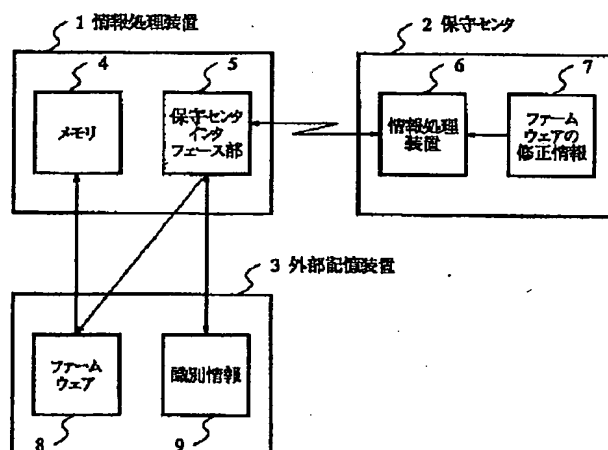 1 情報処理装置
4
5
メモリ
保守センタ
インタ
フェース部
2 保守センタ
6
7
情報処理
装置
ファーム
ウェアの
修正情報
3 外部記憶装置
ファーム
ウェア
識別情報
8
9